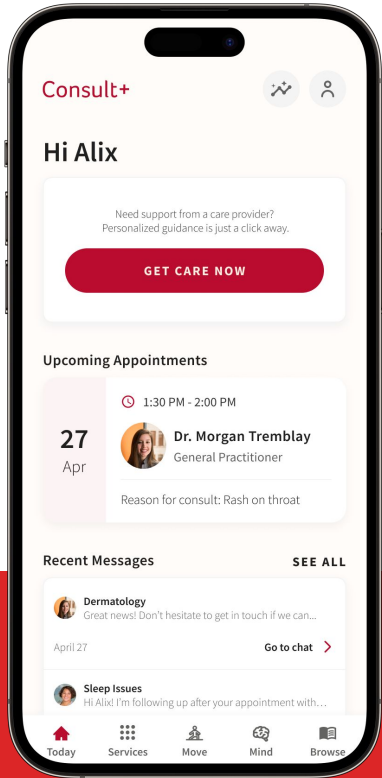 Consult+
Hi Alix
Need support from a care provider?
Personalized guidance is just a click away.
GET CARE NOW
Upcoming Appointments
27
Apr
1:30 PM - 2:00 PM
Dr. Morgan Tremblay
General Practitioner
Reason for consult: Rash on throat
Recent Messages
SEE ALL
Dermatology
Great news! Don't hesitate to get in touch if we can...
April 27
Go to chat
Sleep Issues
Hi Alix! I'm following up after your appointment with...
Today
Services
Move
Mind
Browse